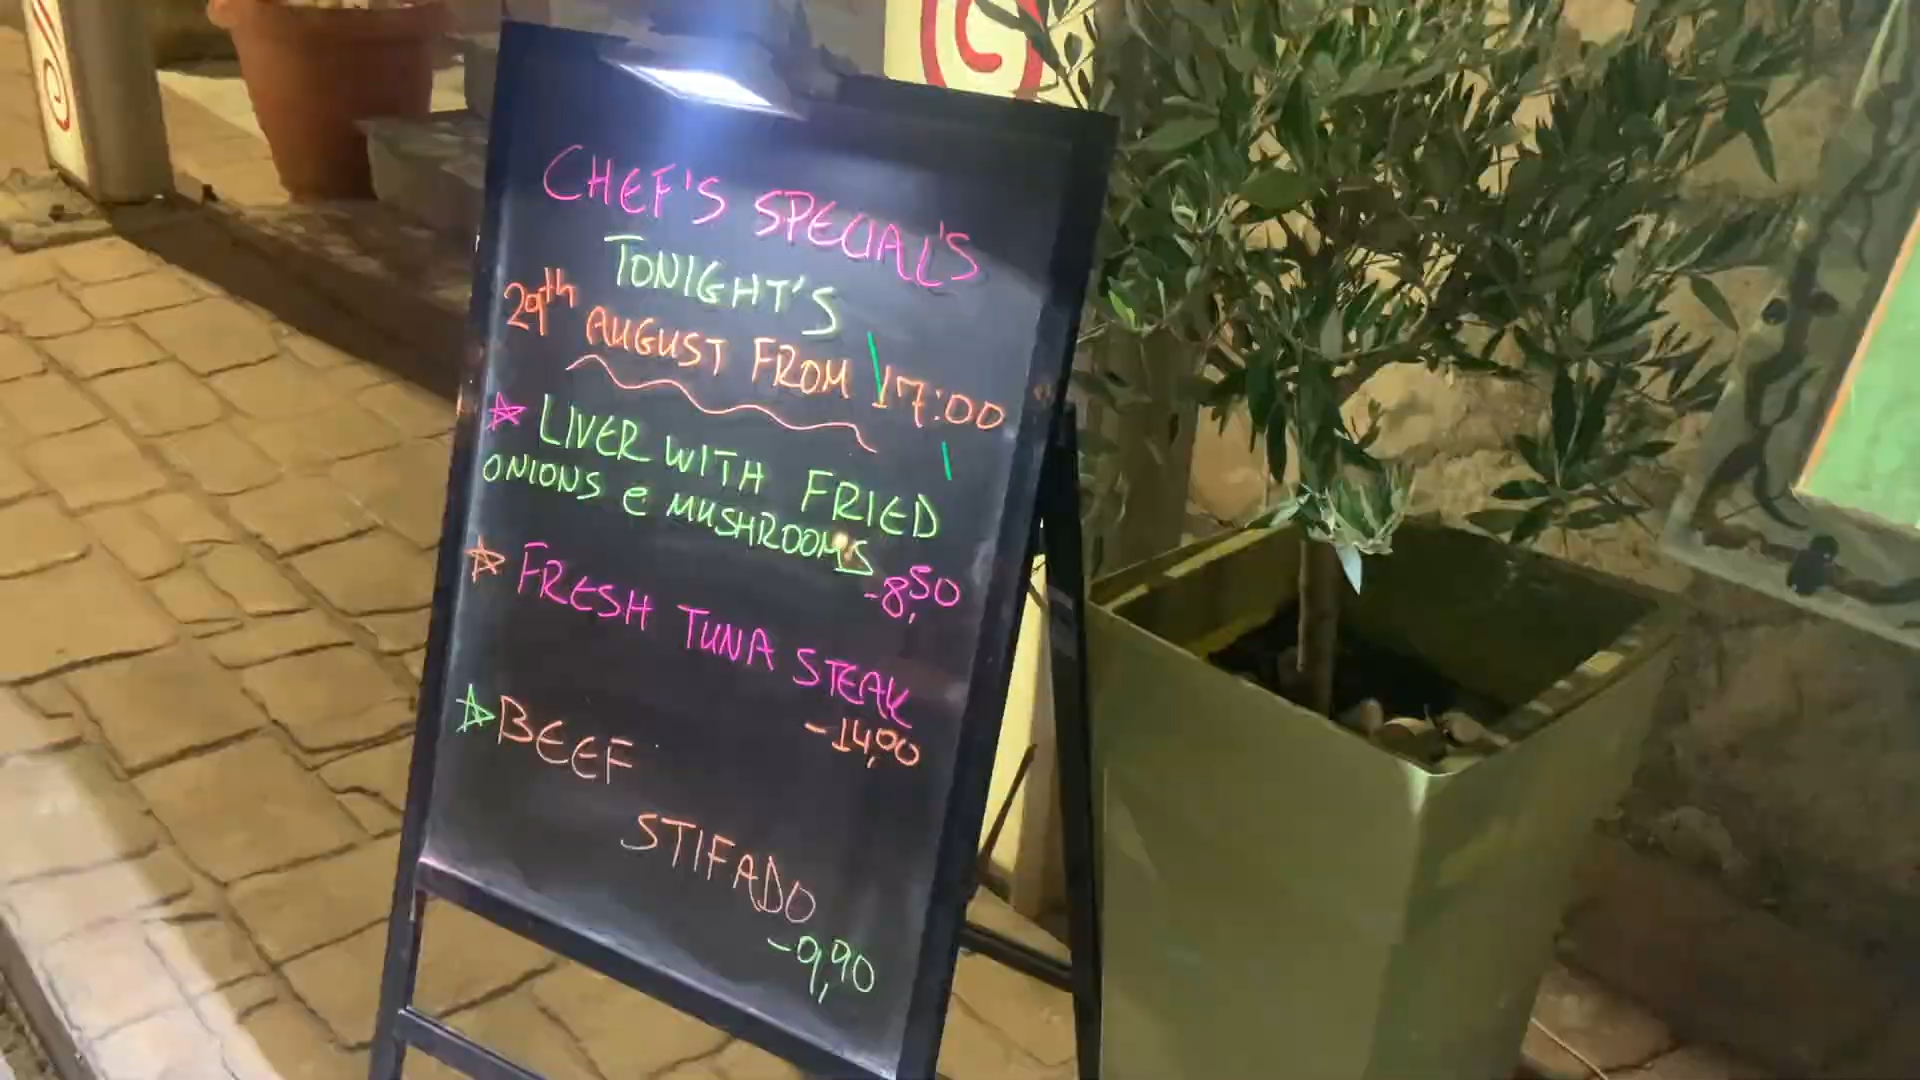 CHEF'S SPECIAL'S
TONIGHT'S
29th AUGUST FROM 17:00
LIVER WITH FRIED
ONIONS e MUSHROOMS
-8,50
FRESH TUNA STEAK
-14,90
BEEF
STIFADO
-9,90